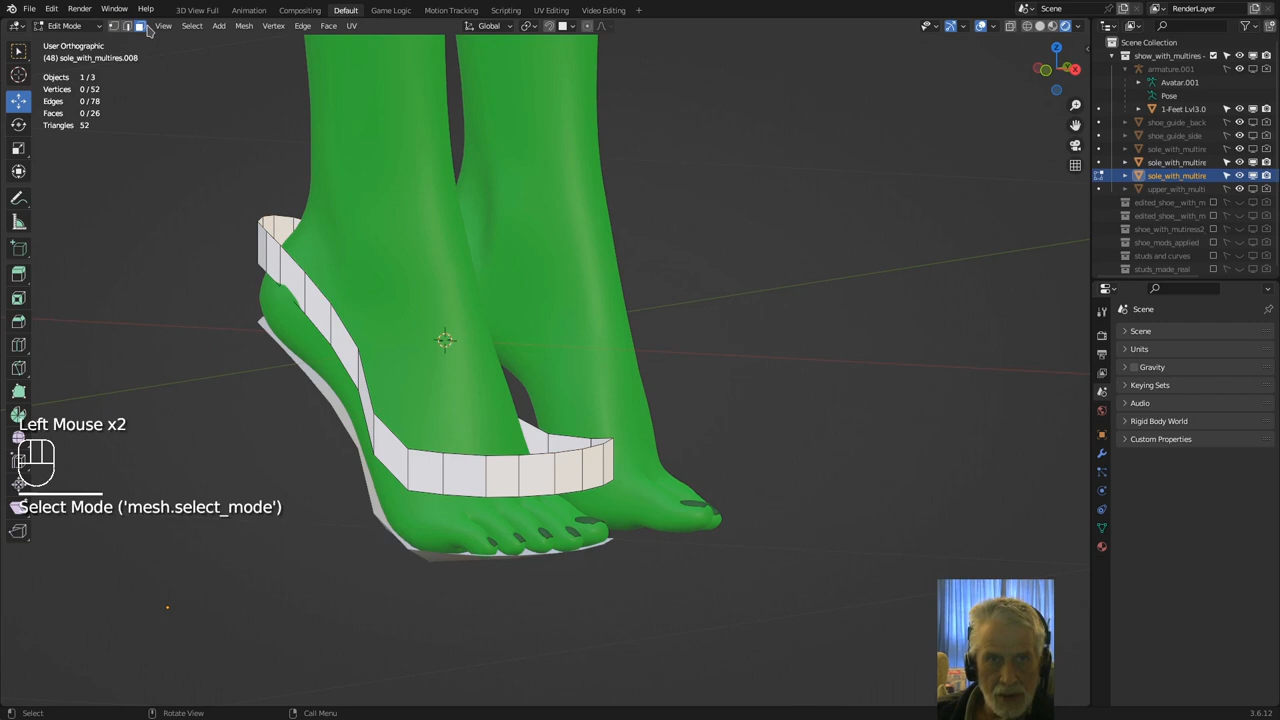 File Edit Render Window Help
3D View Full Animation Compositing Default Game Logic Motion Tracking Scripting UV Editing Video Editing +
Scene RenderLayer
Edit Mode View Select Add Mesh Vertex Edge Face UV Global
User Orthographic
(48) sole_with_multires.008
Objects 1/3
Vertices 0/52
Edges 0/78
Faces 0/26
Triangles 52
X
Scene Collection
show_with_multires -
armature.001
Avatar.001
Pose
1-Feet Lvl3.0
shoe_guide_back
shoe_guide_side
sole_with_multire
sole_with_multire
sole_with_multire
upper_with_multi
edited_shoe__with_m
edited_shoe__with_m
shoe_with_mutiress2
shoe_mods_applied
studs and curves
studs_made_real
Scene
Scene
Units
Gravity
Keying Sets
Audio
Rigid Body World
Custom Properties
Left Mouse x2
Select Mode ('mesh.select_mode')
Select Rotate View Call Menu 3.6.12